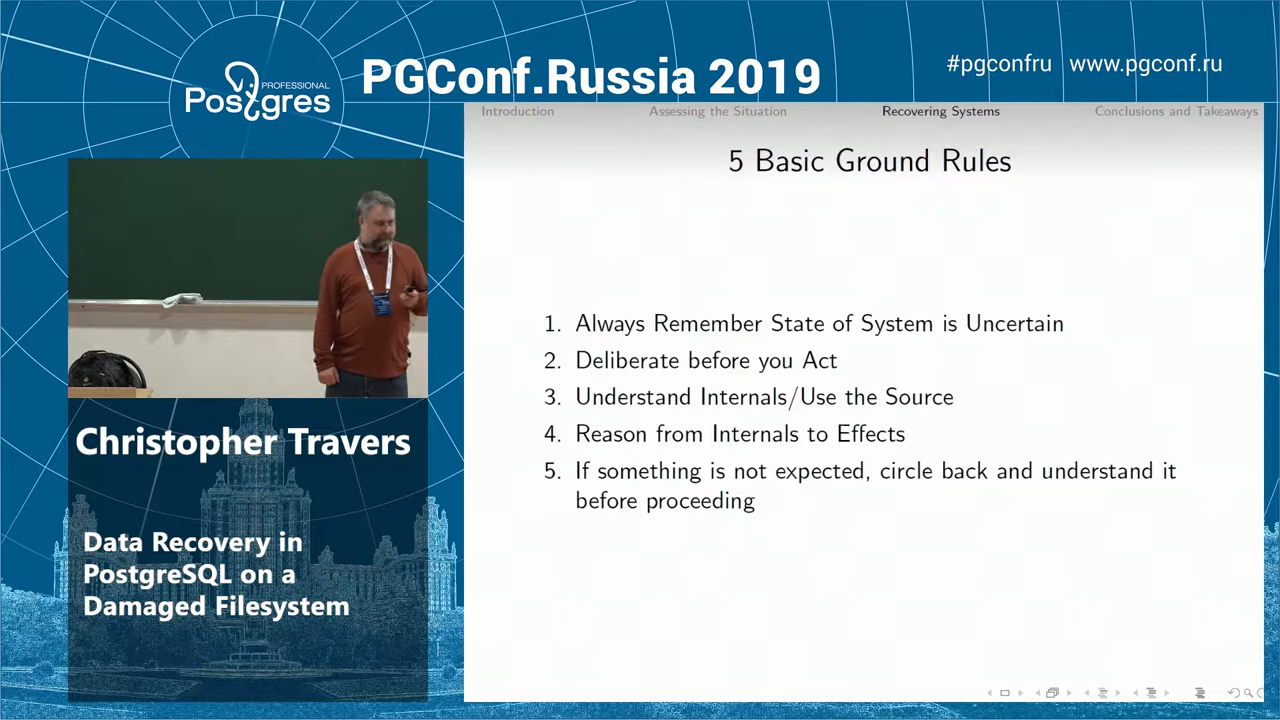 PROFESSIONAL
Postgres
PGConf.Russia 2019
#pgconfru www.pgconf.ru
Introduction Assessing the Situation Recovering Systems Conclusions and Takeaways
5 Basic Ground Rules
1. Always Remember State of System is Uncertain
2. Deliberate before you Act
3. Understand Internals/Use the Source
4. Reason from Internals to Effects
5. If something is not expected, circle back and understand it
before proceeding
Christopher Travers
Data Recovery in
PostgreSQL on a
Damaged Filesystem